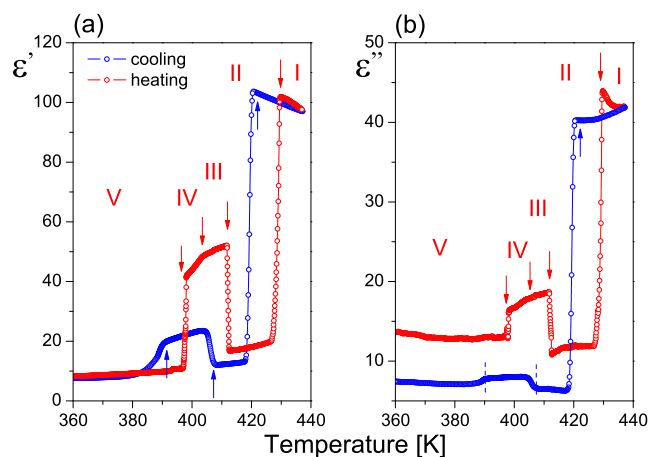 (a)
(b)
ε'
cooling
heating
II
I
III
IV
V
120
100
80
60
40
20
0
360
380
400
420
440
ε''
II
I
III
IV
V
50
40
30
20
10
360
380
400
420
440
Temperature [K]